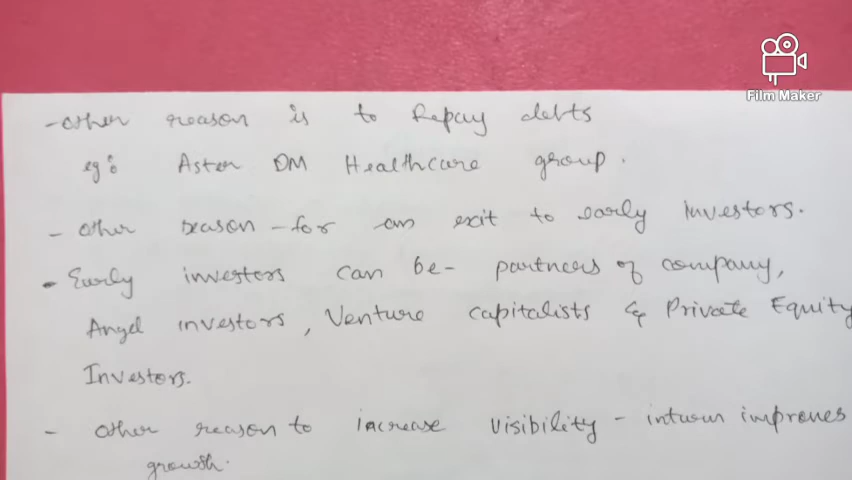 Film Maker
- other reason is to Repay debts
eg: Aster DM Healthcare group.
- other reason - for an exit to early investors.
- Early investors can be - partners of company,
Angel investors, Venture capitalists & Private Equity
Investors.
- other reason to increase visibility - inturn improves
growth.